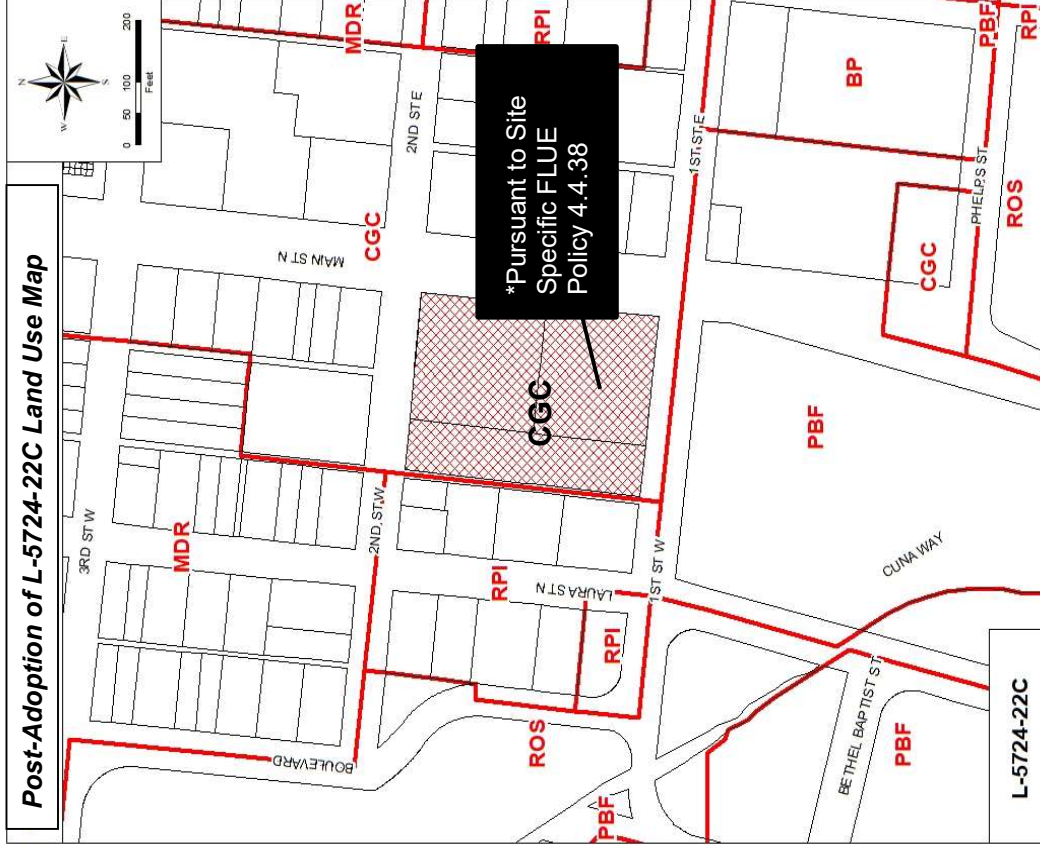 Post-Adoption of L-5724-22C Land Use Map
N
W
E
S
0
50
100
200
Feet
MDR
RPI
PBF
RPI
3RD ST W
MAIN ST N
CGC
2ND ST E
BP
*Pursuant to Site
Specific FLUE
Policy 4.4.38
1ST ST E
PHELPS ST
ROS
CGC
MDR
2ND ST W
CGC
RPI
LAURA ST N
1ST ST W
PBF
CUNA WAY
RPI
BOULEVARD
ROS
PBF
BETHEL BAPTIST ST
PBF
L-5724-22C